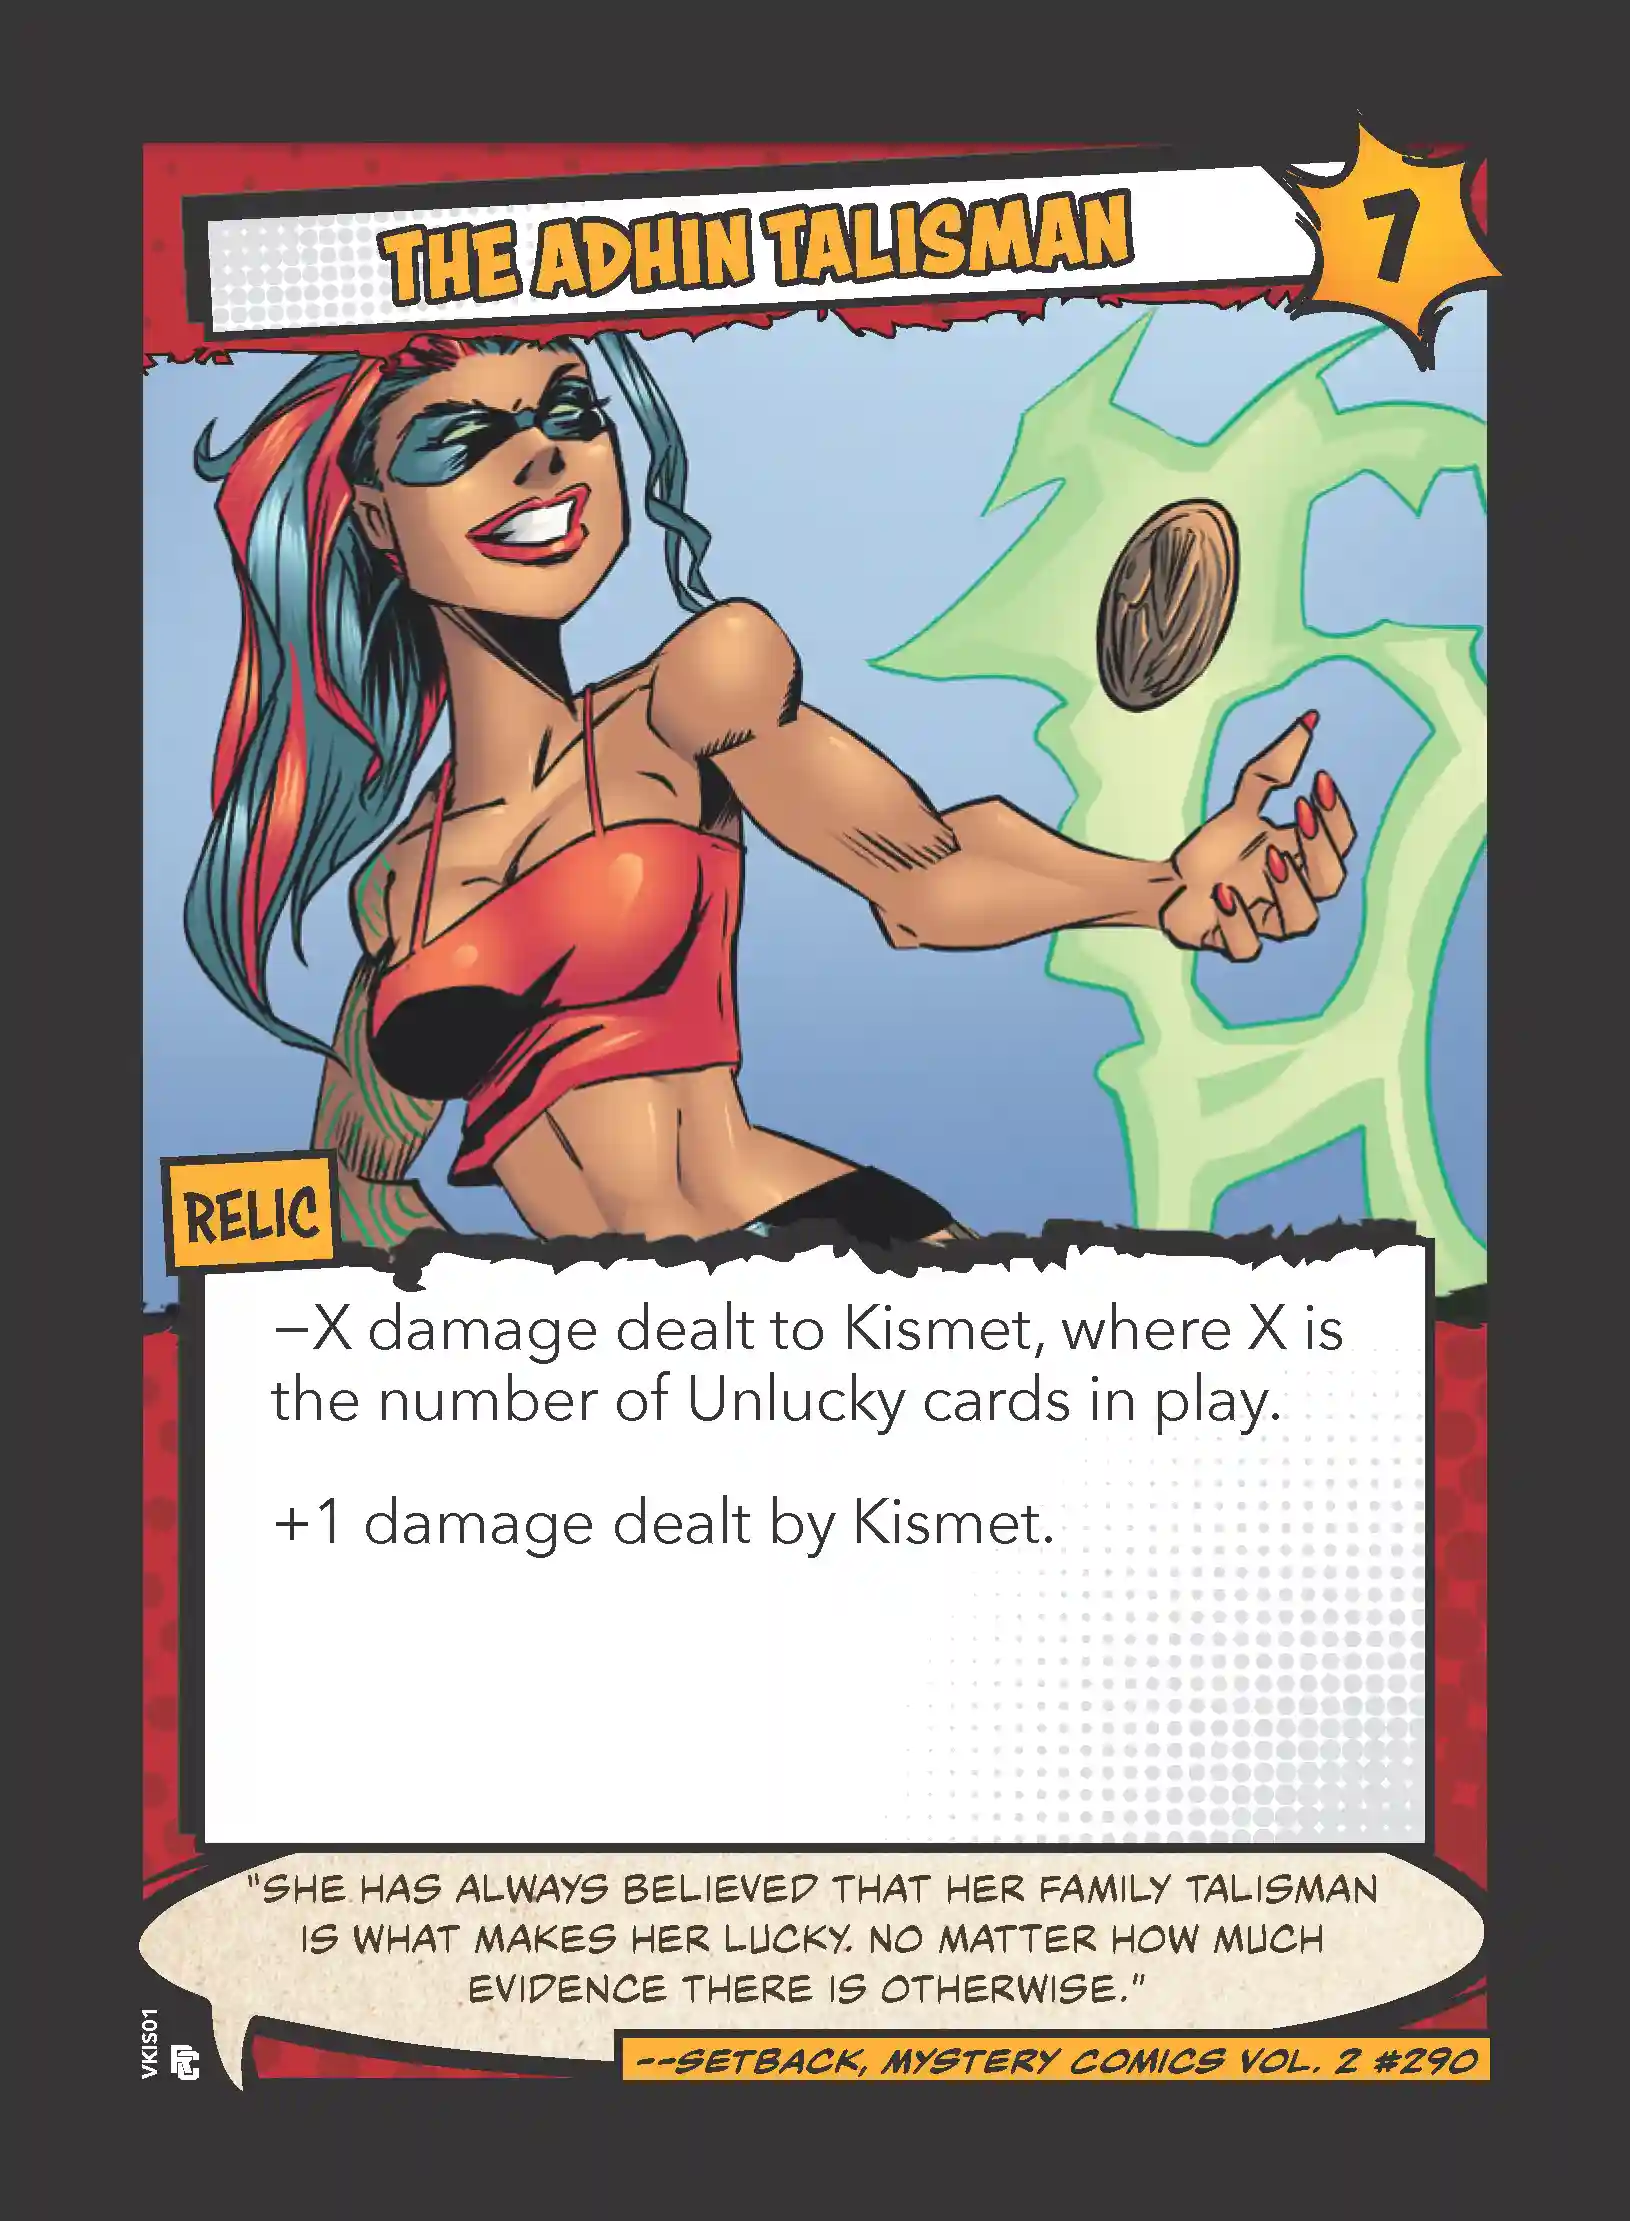 THE ADHIN TALISMAN
7
RELIC
–X damage dealt to Kismet, where X is
the number of Unlucky cards in play.
+1 damage dealt by Kismet.
"SHE HAS ALWAYS BELIEVED THAT HER FAMILY TALISMAN
IS WHAT MAKES HER LUCKY. NO MATTER HOW MUCH
EVIDENCE THERE IS OTHERWISE."
--SETBACK, MYSTERY COMICS VOL. 2 #290
VKIS01